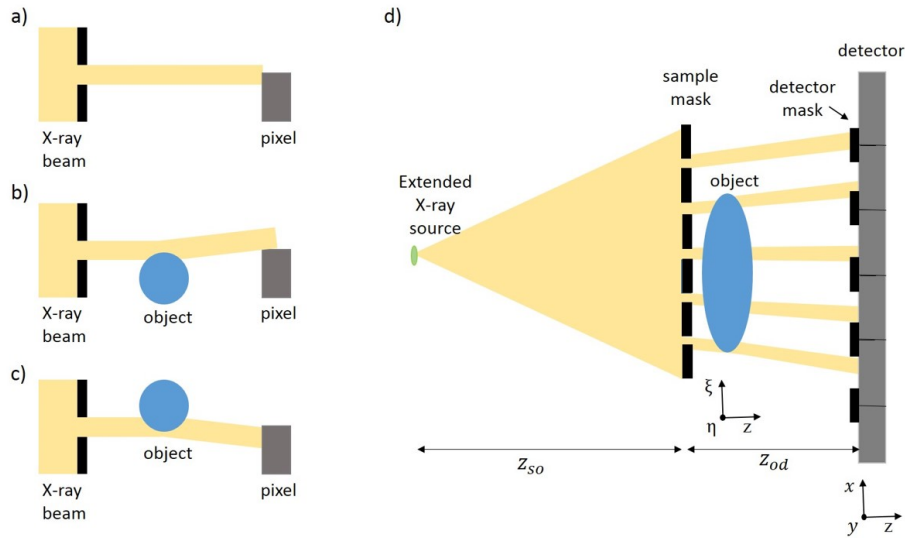 a)
X-ray
beam
pixel
b)
X-ray
beam
object
pixel
c)
X-ray
beam
object
pixel
d)
Extended
X-ray
source
sample
mask
object
detector
mask
detector
ξ
η
z
z_so
z_od
x
y
z